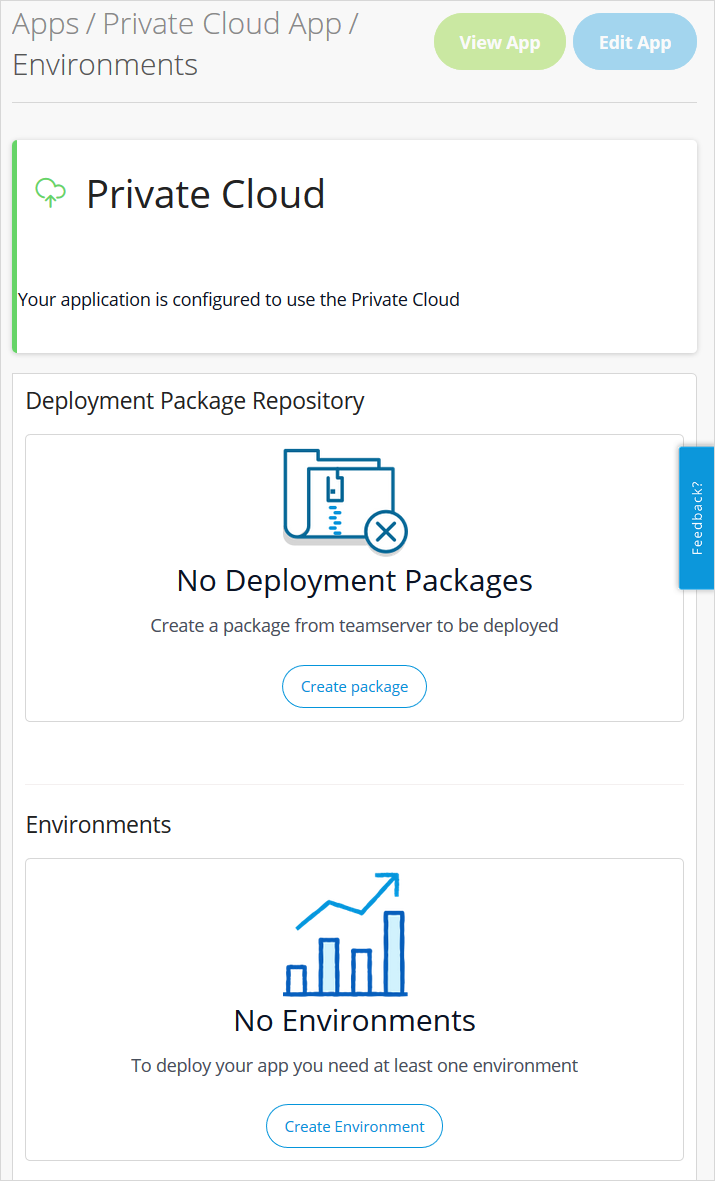 Apps / Private Cloud App /
Environments
View App
Edit App
Private Cloud
Your application is configured to use the Private Cloud
Deployment Package Repository
No Deployment Packages
Create a package from teamserver to be deployed
Create package
Feedback?
Environments
No Environments
To deploy your app you need at least one environment
Create Environment